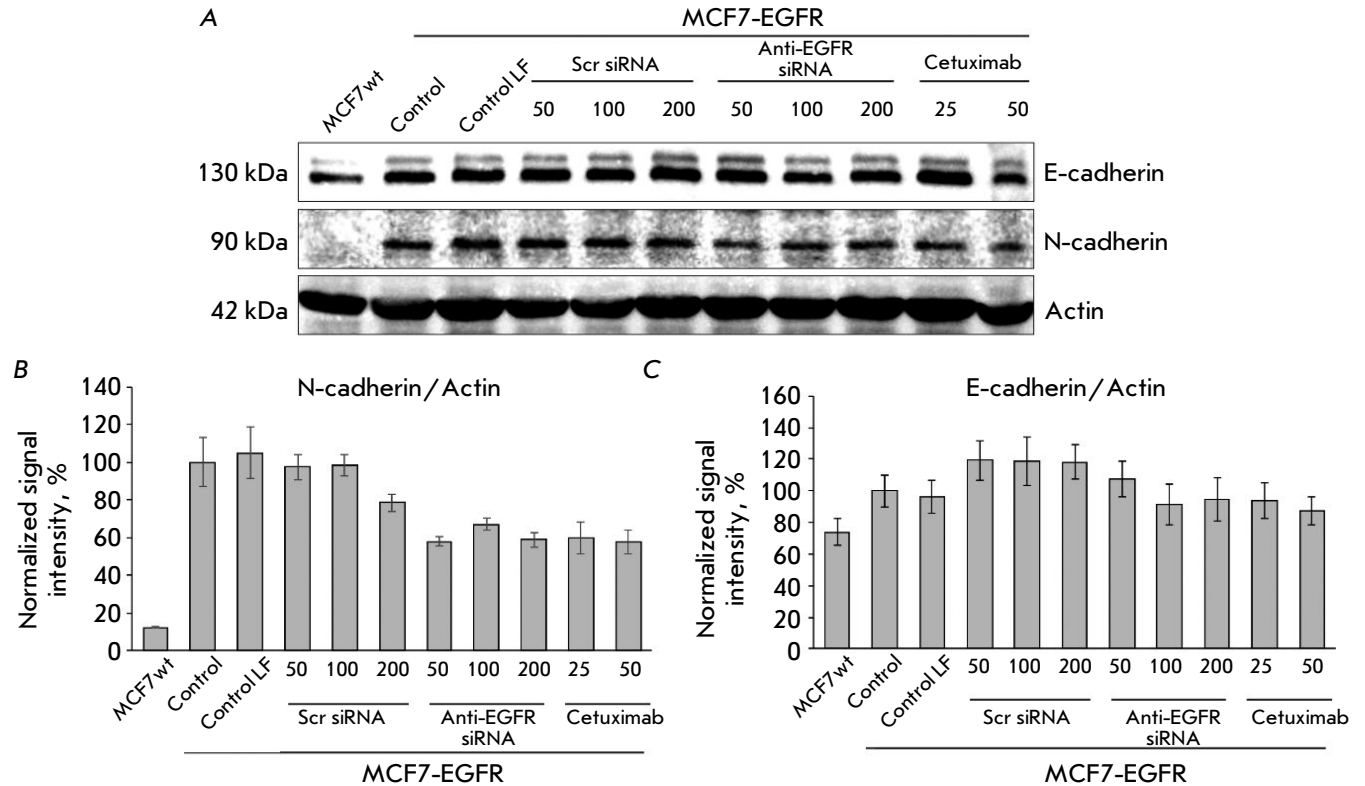 A
MCF7-EGFR
MCF7wt
Control
Control LF
Scr siRNA
Anti-EGFR
siRNA
Cetuximab
50 100 200 50 100 200 25 50
130 kDa E-cadherin
90 kDa N-cadherin
42 kDa Actin
B
N-cadherin/Actin
Normalized signal
intensity, %
140
120
100
80
60
40
20
0
MCF7wt
Control
Control LF
50 100 200 50 100 200 25 50
Scr siRNA
Anti-EGFR
siRNA
Cetuximab
MCF7-EGFR
C
E-cadherin/Actin
Normalized signal
intensity, %
160
140
120
100
80
60
40
20
0
MCF7wt
Control
Control LF
50 100 200 50 100 200 25 50
Scr siRNA
Anti-EGFR
siRNA
Cetuximab
MCF7-EGFR